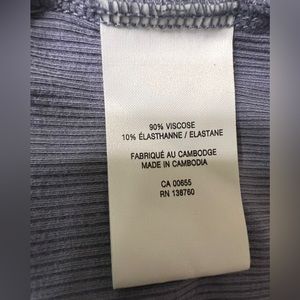 90% VISCOSE
10% ÉLASTHANNE / ELASTANE
FABRIQUÉ AU CAMBODGE
MADE IN CAMBODIA
CA 00655
RN 138760